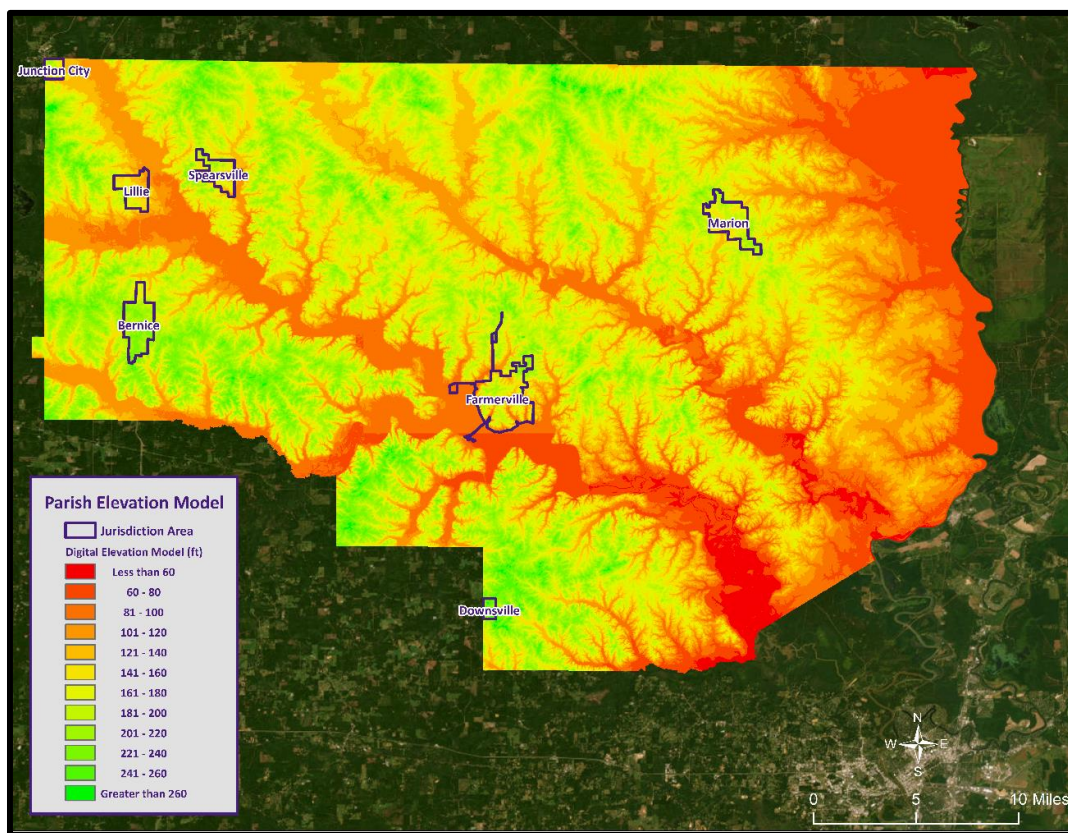 Junction City
Spearsville
Lillie
Marion
Bernice
Farmerville
Downsville
Parish Elevation Model
Jurisdiction Area
Digital Elevation Model (ft)
Less than 60
60 - 80
81 - 100
101 - 120
121 - 140
141 - 160
161 - 180
181 - 200
201 - 220
221 - 240
241 - 260
Greater than 260
N
W E
S
0 5 10 Miles